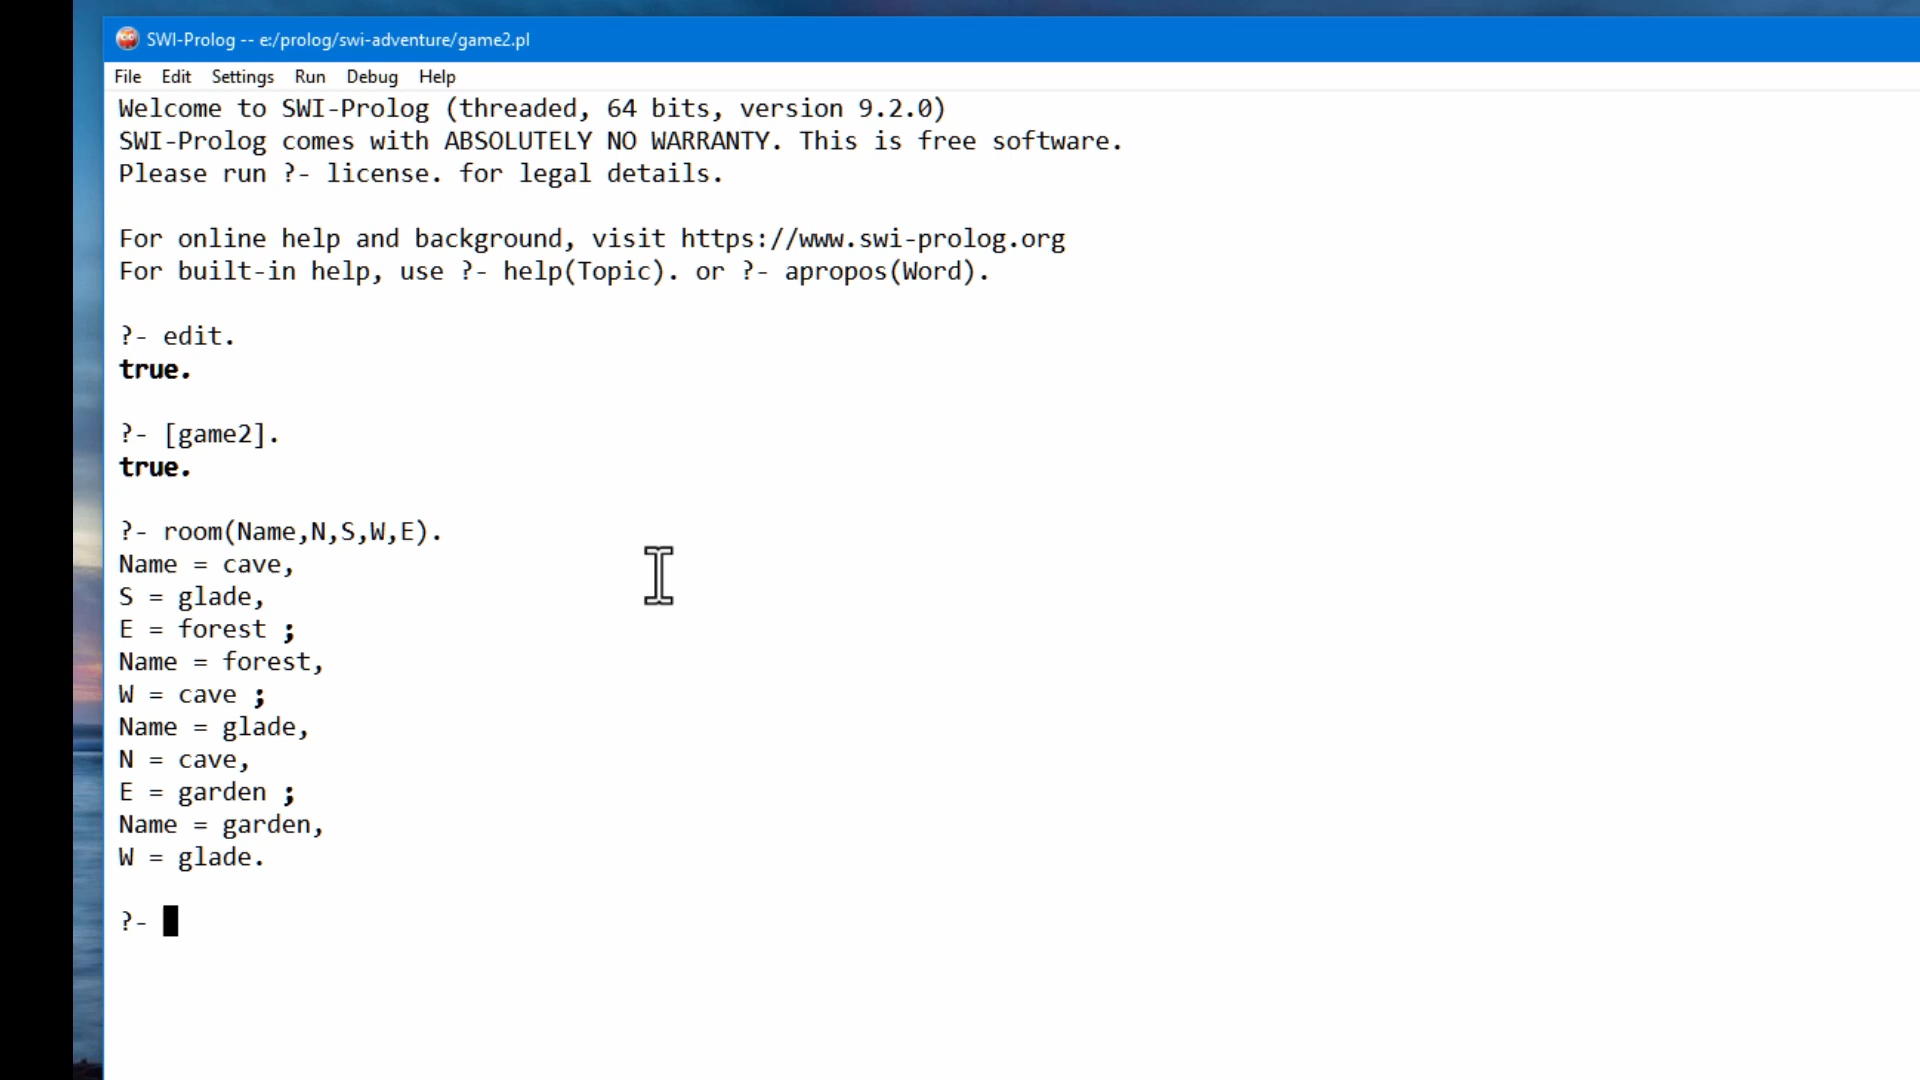 SWI-Prolog -- e:/prolog/swi-adventure/game2.pl
File Edit Settings Run Debug Help
Welcome to SWI-Prolog (threaded, 64 bits, version 9.2.0)
SWI-Prolog comes with ABSOLUTELY NO WARRANTY. This is free software.
Please run ?- license. for legal details.
For online help and background, visit https://www.swi-prolog.org
For built-in help, use ?- help(Topic). or ?- apropos(Word).
?- edit.
true.
?- [game2].
true.
?- room(Name,N,S,W,E).
Name = cave,
S = glade,
E = forest ;
Name = forest,
W = cave ;
Name = glade,
N = cave,
E = garden ;
Name = garden,
W = glade.
?-